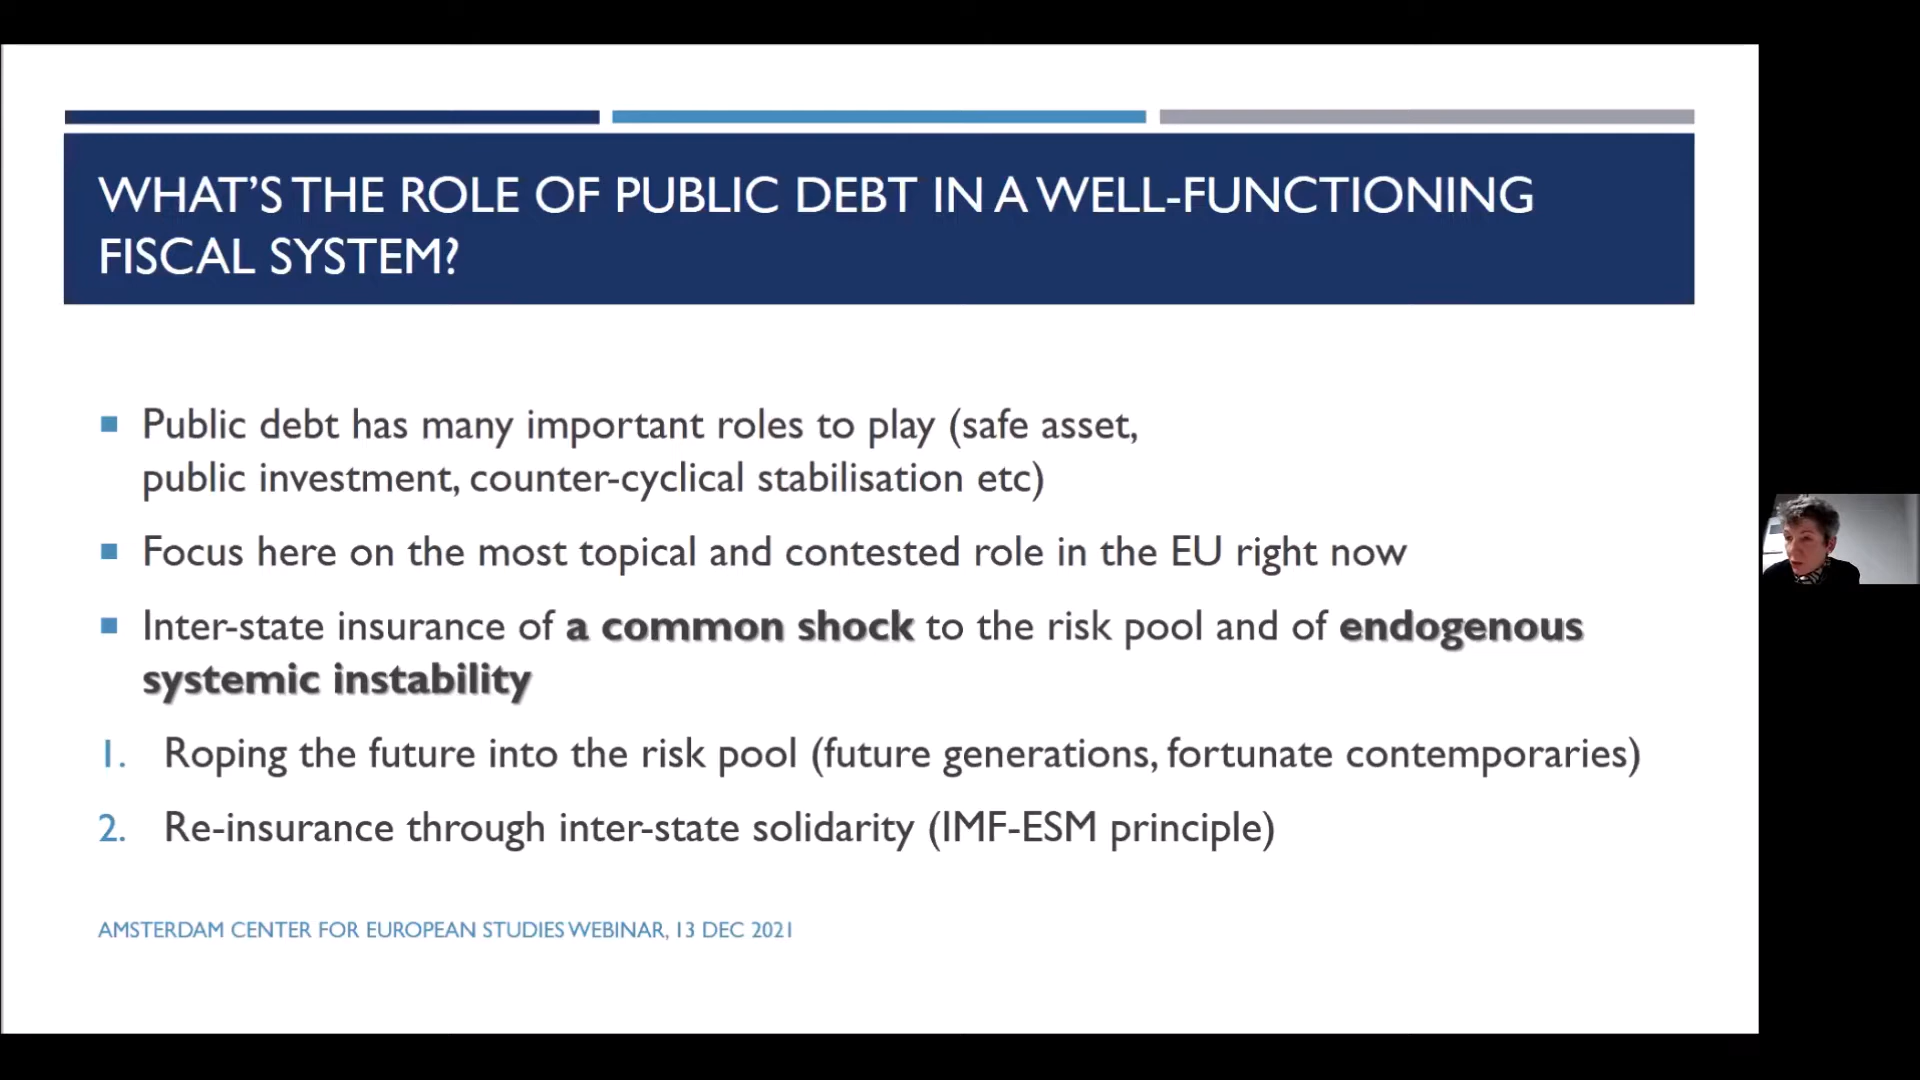 WHAT'S THE ROLE OF PUBLIC DEBT IN A WELL-FUNCTIONING
FISCAL SYSTEM?
Public debt has many important roles to play (safe asset,
public investment, counter-cyclical stabilisation etc)
Focus here on the most topical and contested role in the EU right now
Inter-state insurance of a common shock to the risk pool and of endogenous
systemic instability
1. Roping the future into the risk pool (future generations, fortunate contemporaries)
2. Re-insurance through inter-state solidarity (IMF-ESM principle)
AMSTERDAM CENTER FOR EUROPEAN STUDIES WEBINAR, 13 DEC 2021